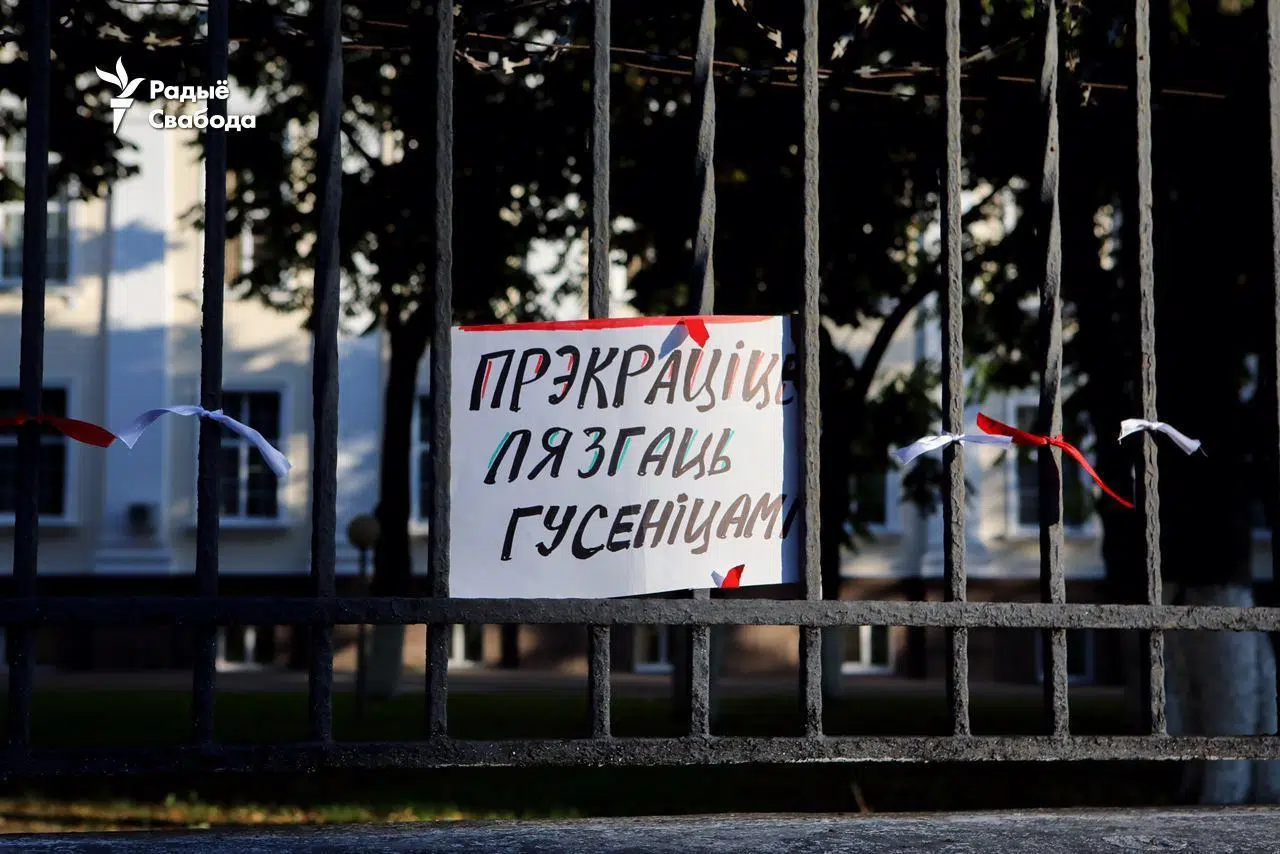 Радыё
Свабода
ПРЭКРАЦІЦЕ
ЛЯЗГАЦЬ
ГУСЕНІЦАМІ